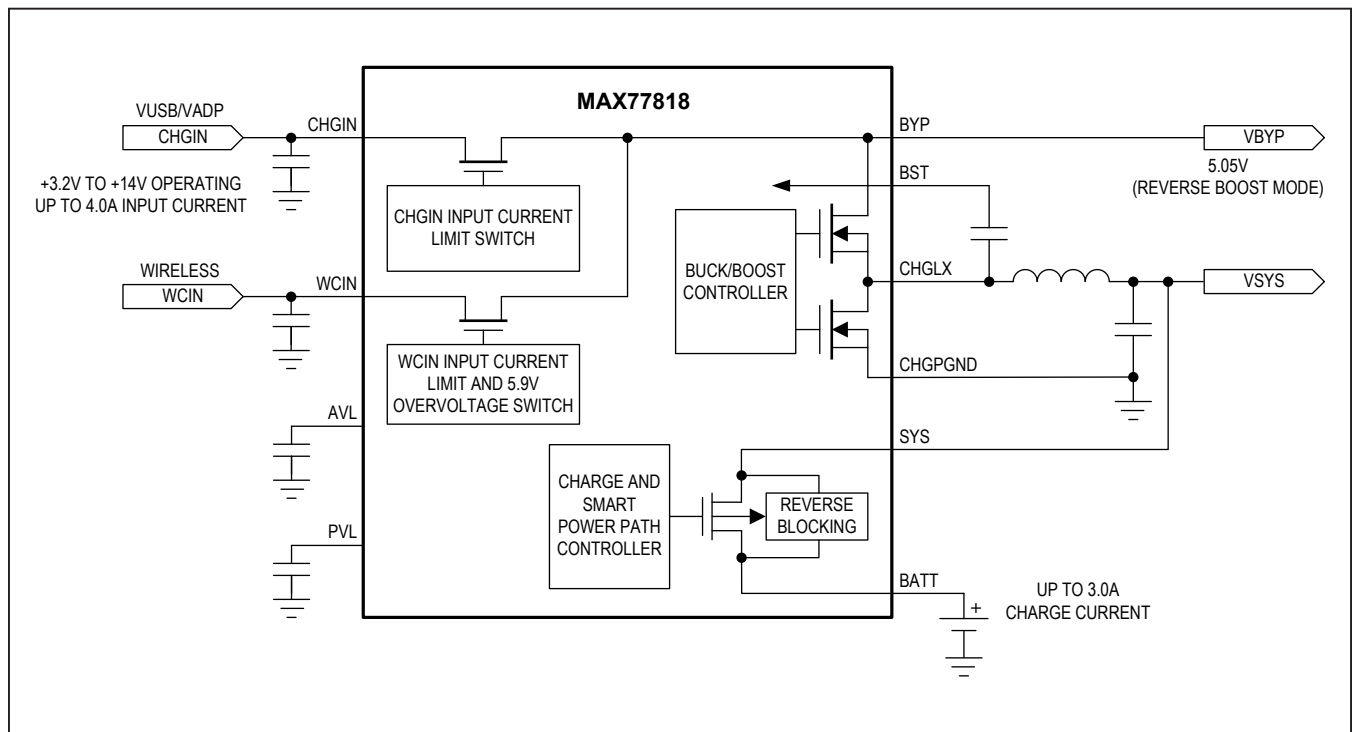 MAX77818
VUSB/VADP
CHGIN
CHGIN
+3.2V TO +14V OPERATING
UP TO 4.0A INPUT CURRENT
CHGIN INPUT CURRENT
LIMIT SWITCH
WIRELESS
WCIN
WCIN
WCIN INPUT CURRENT
LIMIT AND 5.9V
OVERVOLTAGE SWITCH
AVL
PVL
BUCK/BOOST
CONTROLLER
BYP
VBYP
5.05V
(REVERSE BOOST MODE)
BST
CHGLX
VSYS
CHGPGND
SYS
CHARGE AND
SMART
POWER PATH
CONTROLLER
REVERSE
BLOCKING
BATT
+
UP TO 3.0A
CHARGE CURRENT